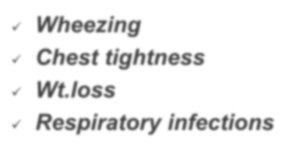 ✓ Wheezing
✓ Chest tightness
✓ Wt.loss
✓ Respiratory infections